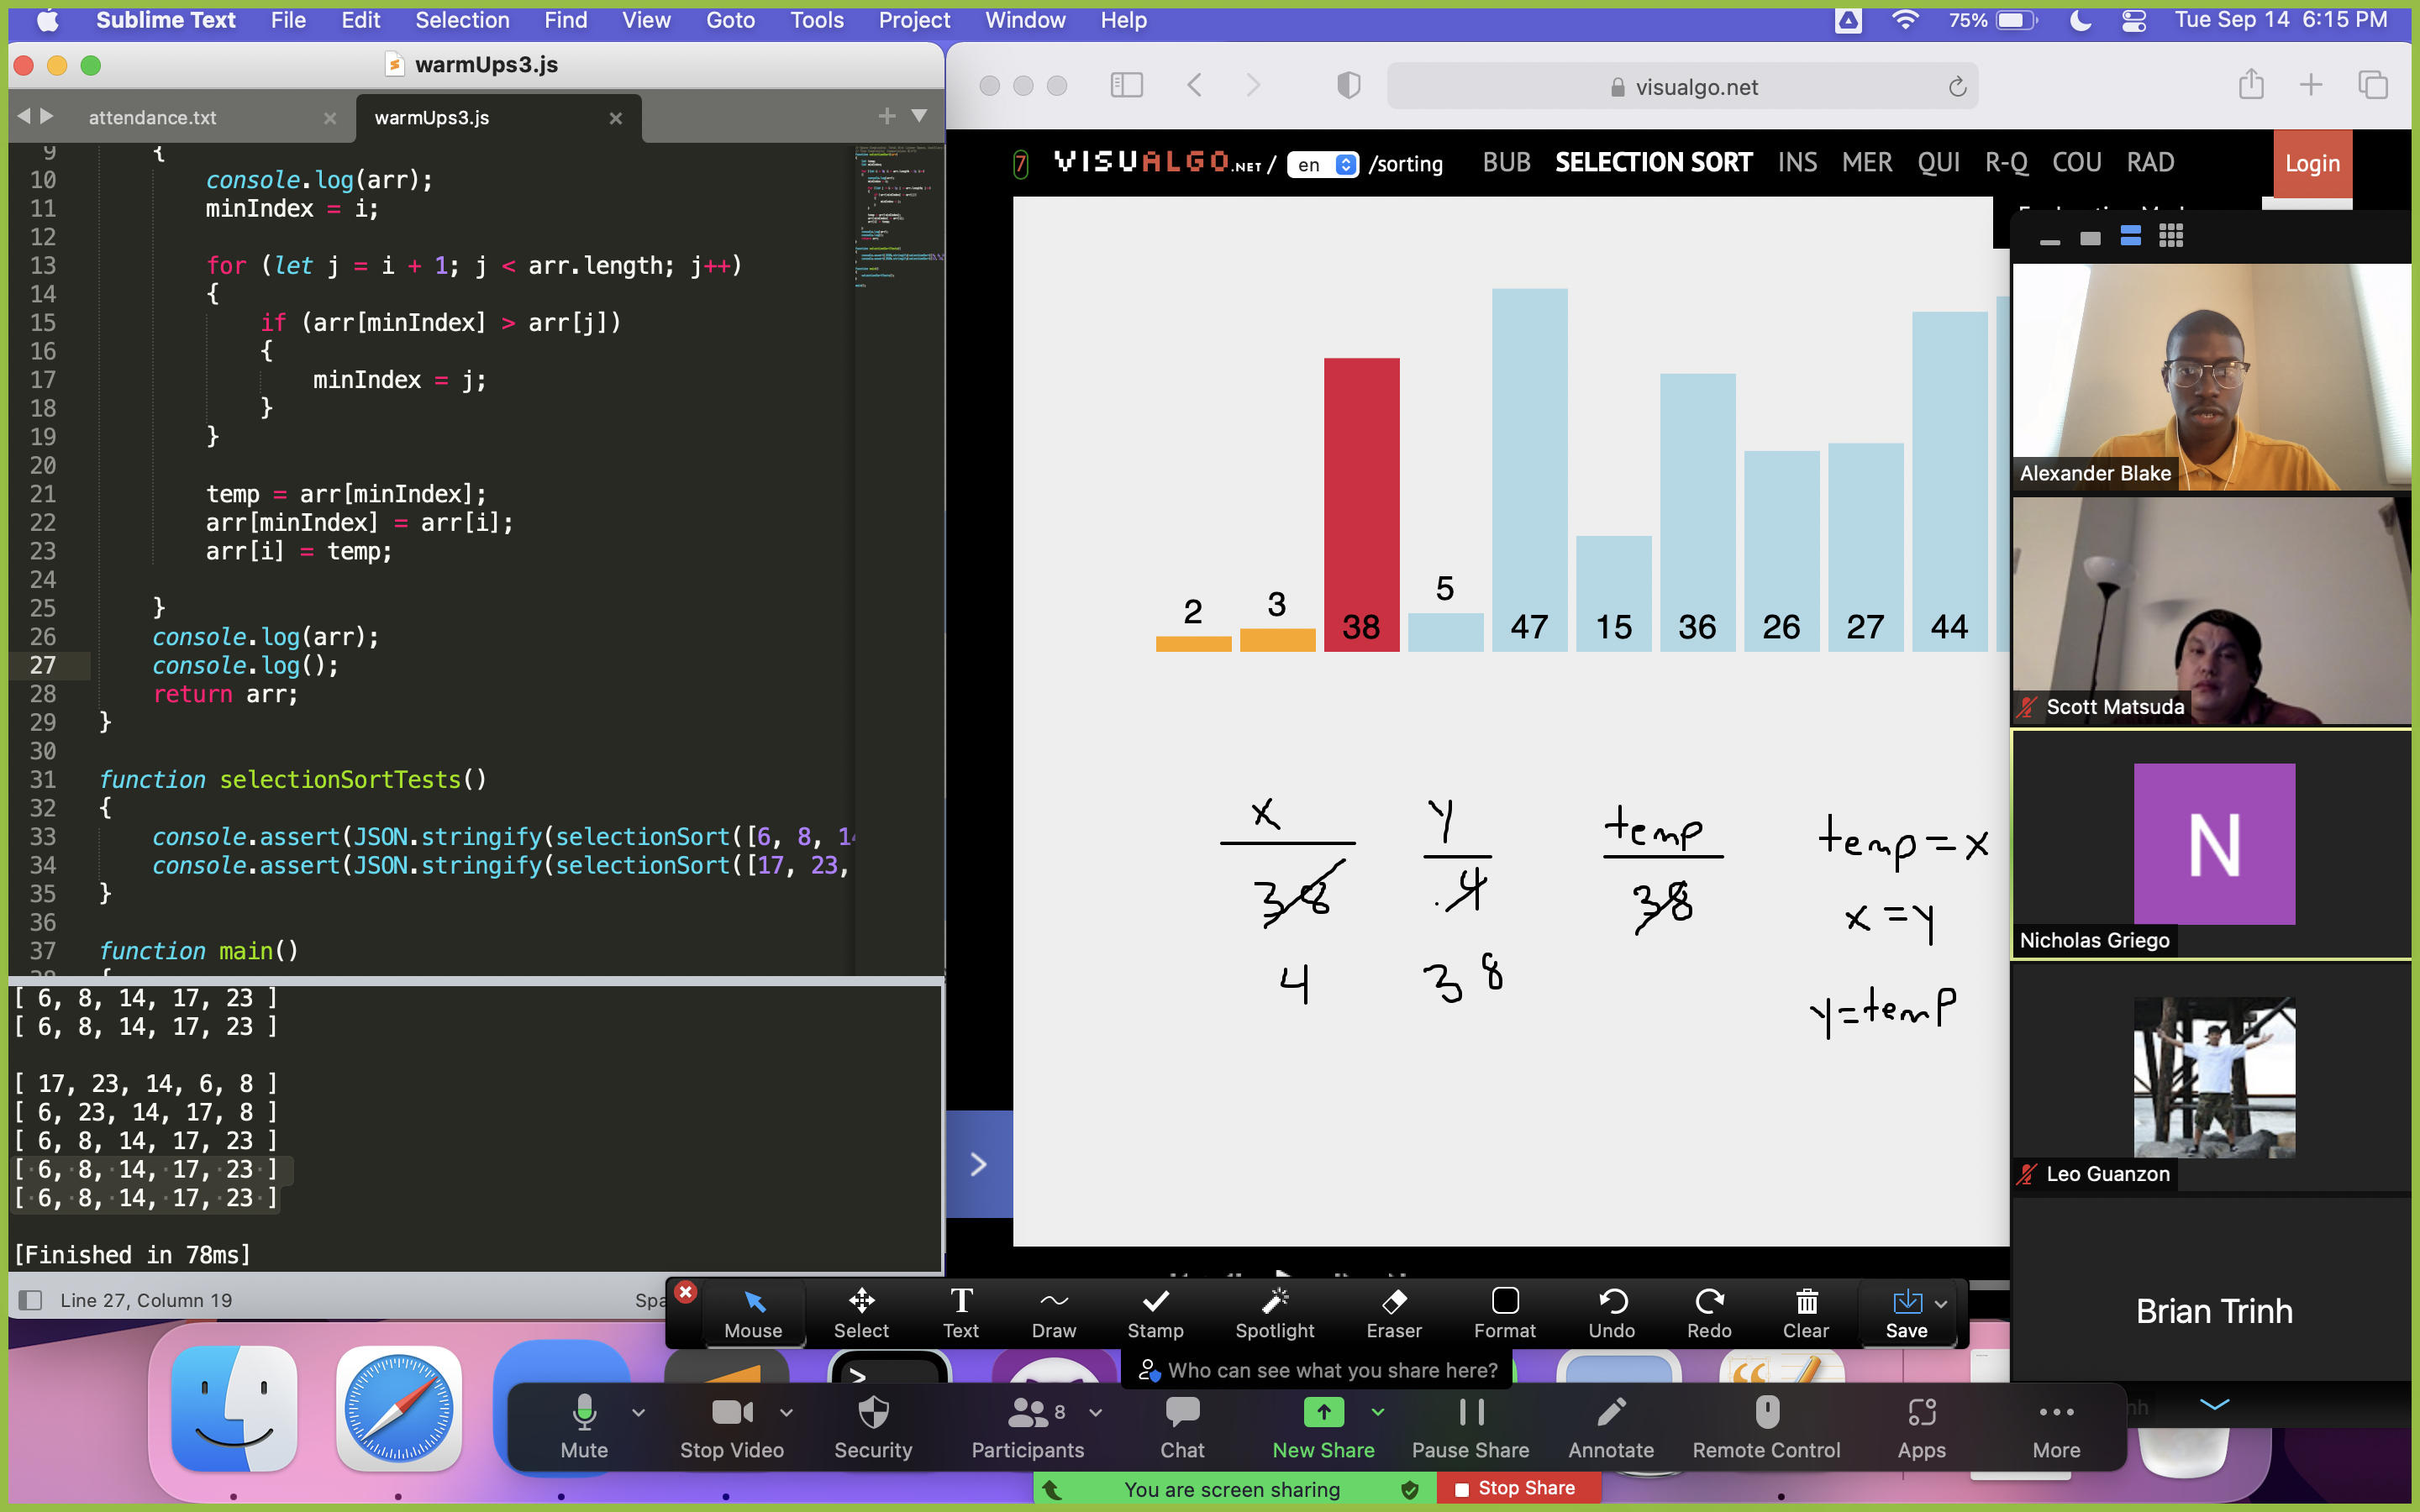 Sublime Text File Edit Selection Find View Goto Tools Project Window Help 75% Tue Sep 14 6:15 PM
warmUps3.js
attendance.txt warmUps3.js
9 {
10 console.log(arr);
11 minIndex = i;
12
13 for (let j = i + 1; j < arr.length; j++)
14 {
15 if (arr[minIndex] > arr[j])
16 {
17 minIndex = j;
18 }
19 }
20
21 temp = arr[minIndex];
22 arr[minIndex] = arr[i];
23 arr[i] = temp;
24
25 }
26 console.log(arr);
27 console.log();
28 return arr;
29 }
30
31 function selectionSortTests()
32 {
33 console.assert(JSON.stringify(selectionSort([6, 8, 14
34 console.assert(JSON.stringify(selectionSort([17, 23,
35 }
36
37 function main()
[ 6, 8, 14, 17, 23 ]
[ 6, 8, 14, 17, 23 ]
[ 17, 23, 14, 6, 8 ]
[ 6, 23, 14, 17, 8 ]
[ 6, 8, 14, 17, 23 ]
[ 6, 8, 14, 17, 23 ]
[ 6, 8, 14, 17, 23 ]
[Finished in 78ms]
Line 27, Column 19 Spa
visualgo.net
7 VISUALGO.NET / en /sorting BUB SELECTION SORT INS MER QUI R-Q COU RAD Login
2 3 38 5 47 15 36 26 27 44
x y temp temp=x
38 4 38 x=y
4 38 y=temp
Alexander Blake
Scott Matsuda
N
Nicholas Griego
Leo Guanzon
Brian Trinh
Mouse Select Text Draw Stamp Spotlight Eraser Format Undo Redo Clear Save
Who can see what you share here?
Mute Stop Video Security Participants 8 Chat New Share Pause Share Annotate Remote Control Apps More
You are screen sharing Stop Share